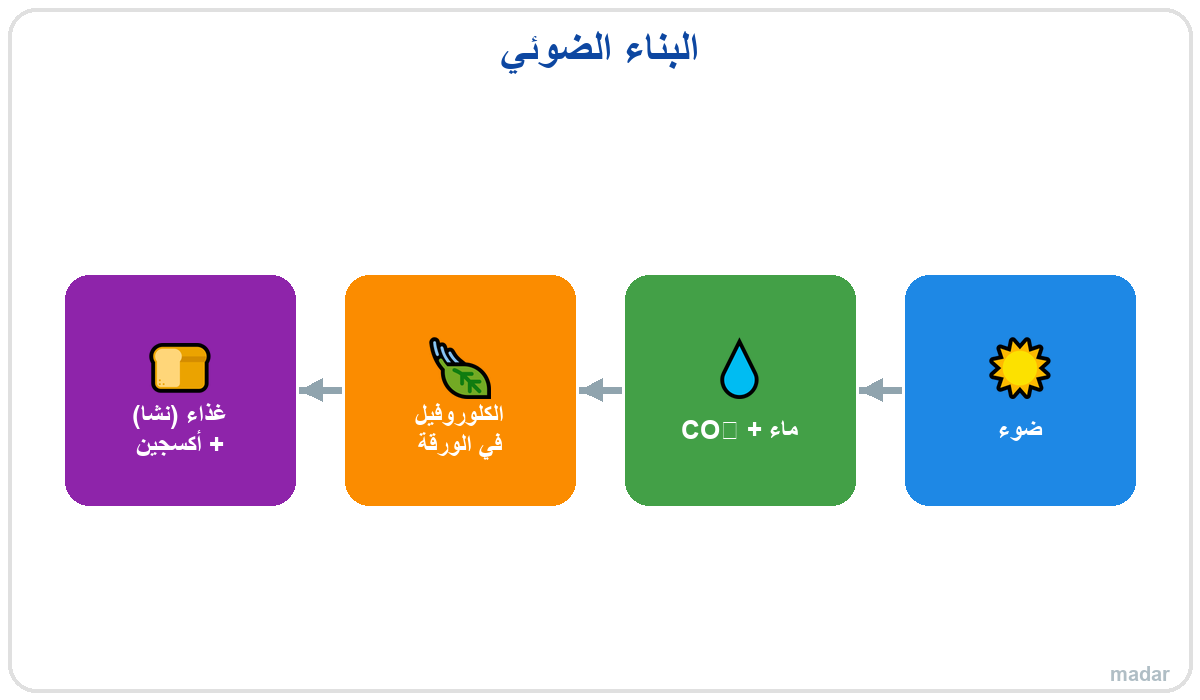 البناء الضوئي
ضوء
ماء + CO□
الكلوروفيل
في الورقة
غذاء (نشا)
+ أكسجين
madar